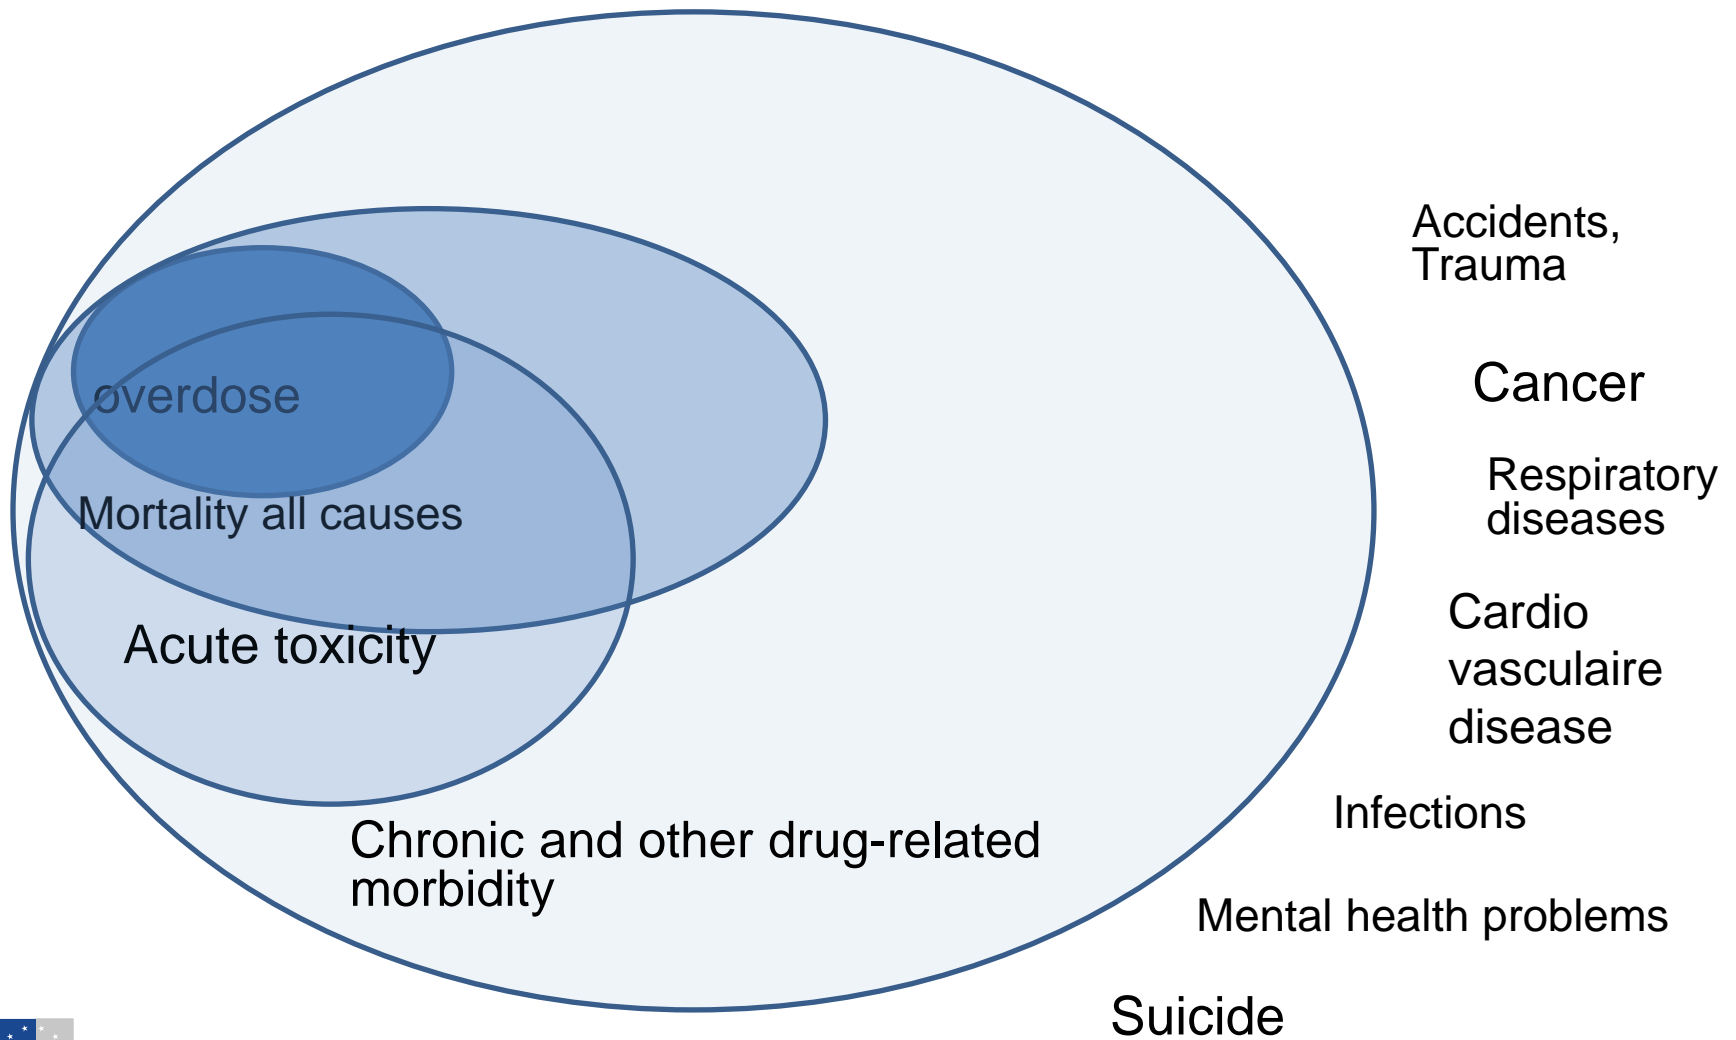 overdose
Mortality all causes
Acute toxicity
Chronic and other drug-related
morbidity
Accidents,
Trauma
Cancer
Respiratory
diseases
Cardio
vasculaire
disease
Infections
Mental health problems
Suicide